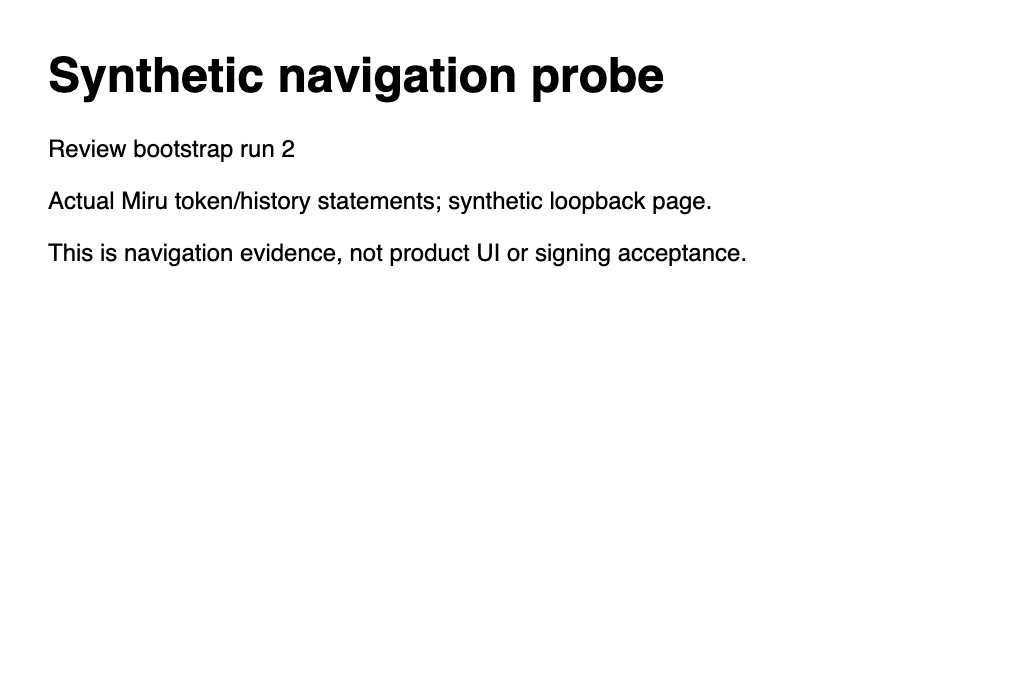 Synthetic navigation probe
Review bootstrap run 2
Actual Miru token/history statements; synthetic loopback page.
This is navigation evidence, not product UI or signing acceptance.